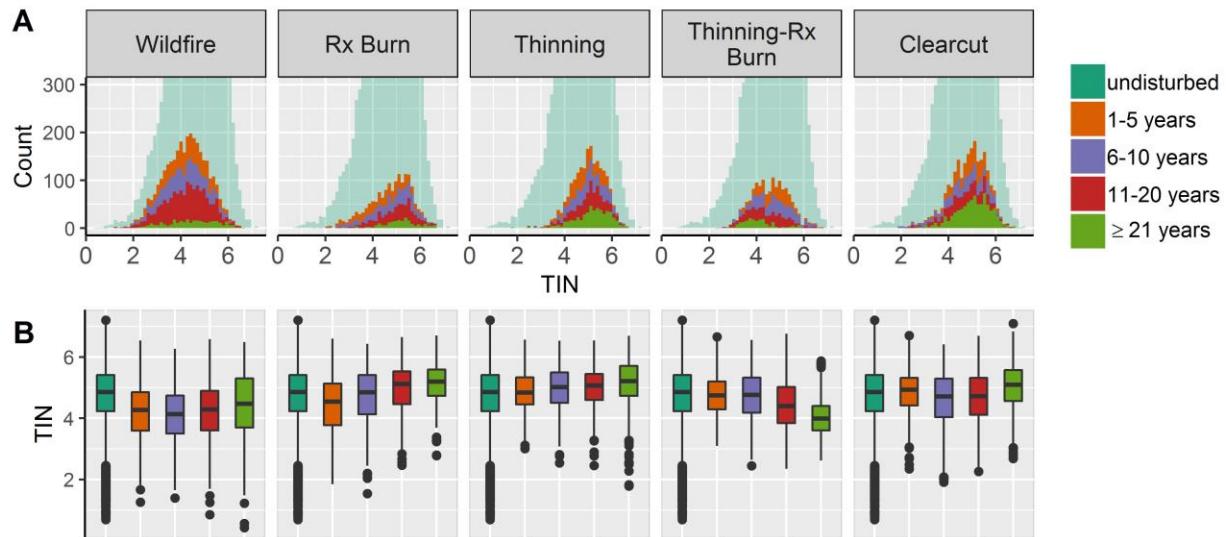 A
Wildfire
Rx Burn
Thinning
Thinning-Rx
Burn
Clearcut
300
200
100
0
Count
0 2 4 6 0 2 4 6 0 2 4 6 0 2 4 6 0 2 4 6
TIN
undisturbed
1-5 years
6-10 years
11-20 years
≥ 21 years
B
6
4
2
TIN